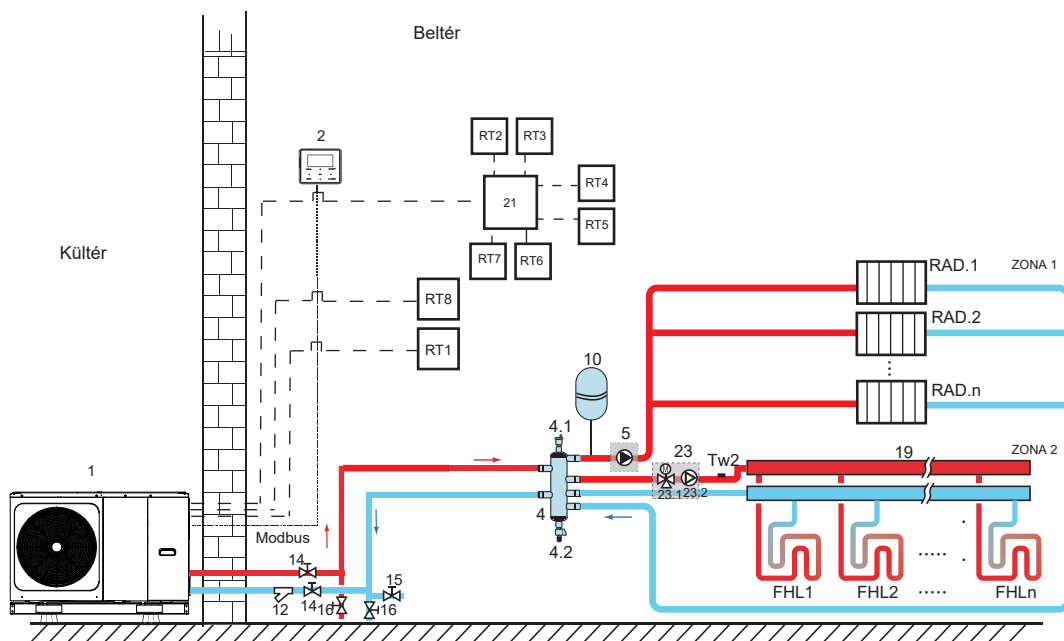 Beltér
Kültér
2
RT2
RT3
21
RT4
RT5
RT7
RT6
RT8
RT1
RAD.1
ZONA 1
RAD.2
RAD.n
10
4.1
5
23
Tw2
19
ZONA 2
23.1
23.2
4
4.2
1
Modbus
14
15
12
14
16
16
FHL1
FHL2
FHLn